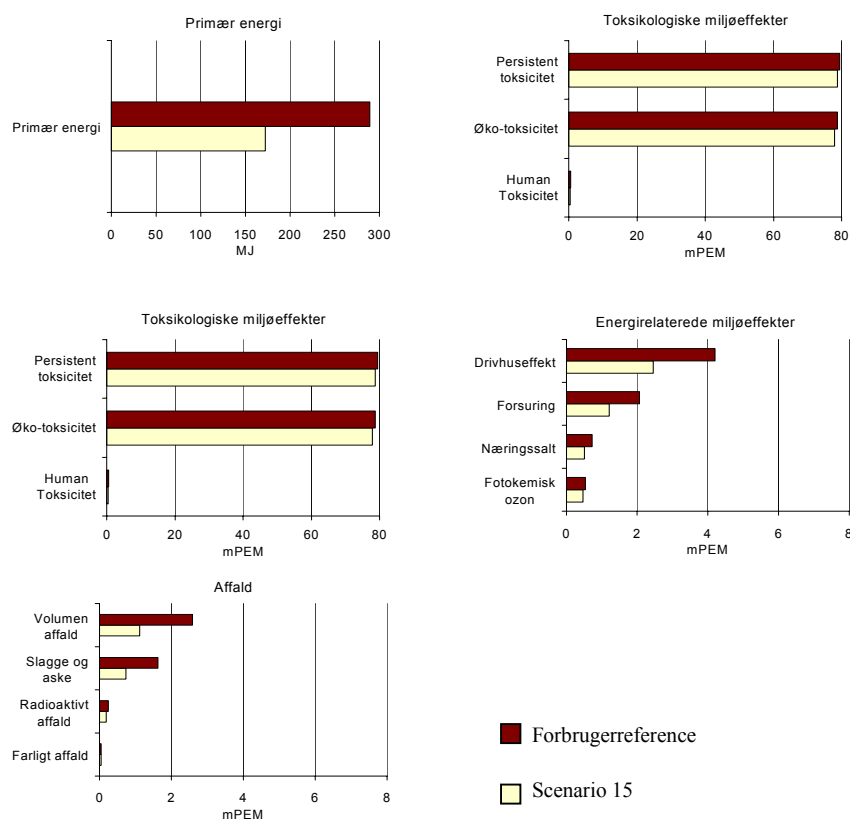 Primær energi
Primær energi
0 50 100 150 200 250 300
MJ
Toksikologiske miljøeffekter
Persistent
toksicitet
Øko-toksicitet
Human
Toksicitet
0 20 40 60 80
mPEM
Toksikologiske miljøeffekter
Persistent
toksicitet
Øko-toksicitet
Human
Toksicitet
0 20 40 60 80
mPEM
Energirelaterede miljøeffekter
Drivhuseffekt
Forsuring
Næringssalt
Fotokemisk
ozon
0 2 4 6 8
mPEM
Affald
Volumen
affald
Slagge og
aske
Radioaktivt
affald
Farligt affald
0 2 4 6 8
mPEM
Forbrugerreference
Scenario 15